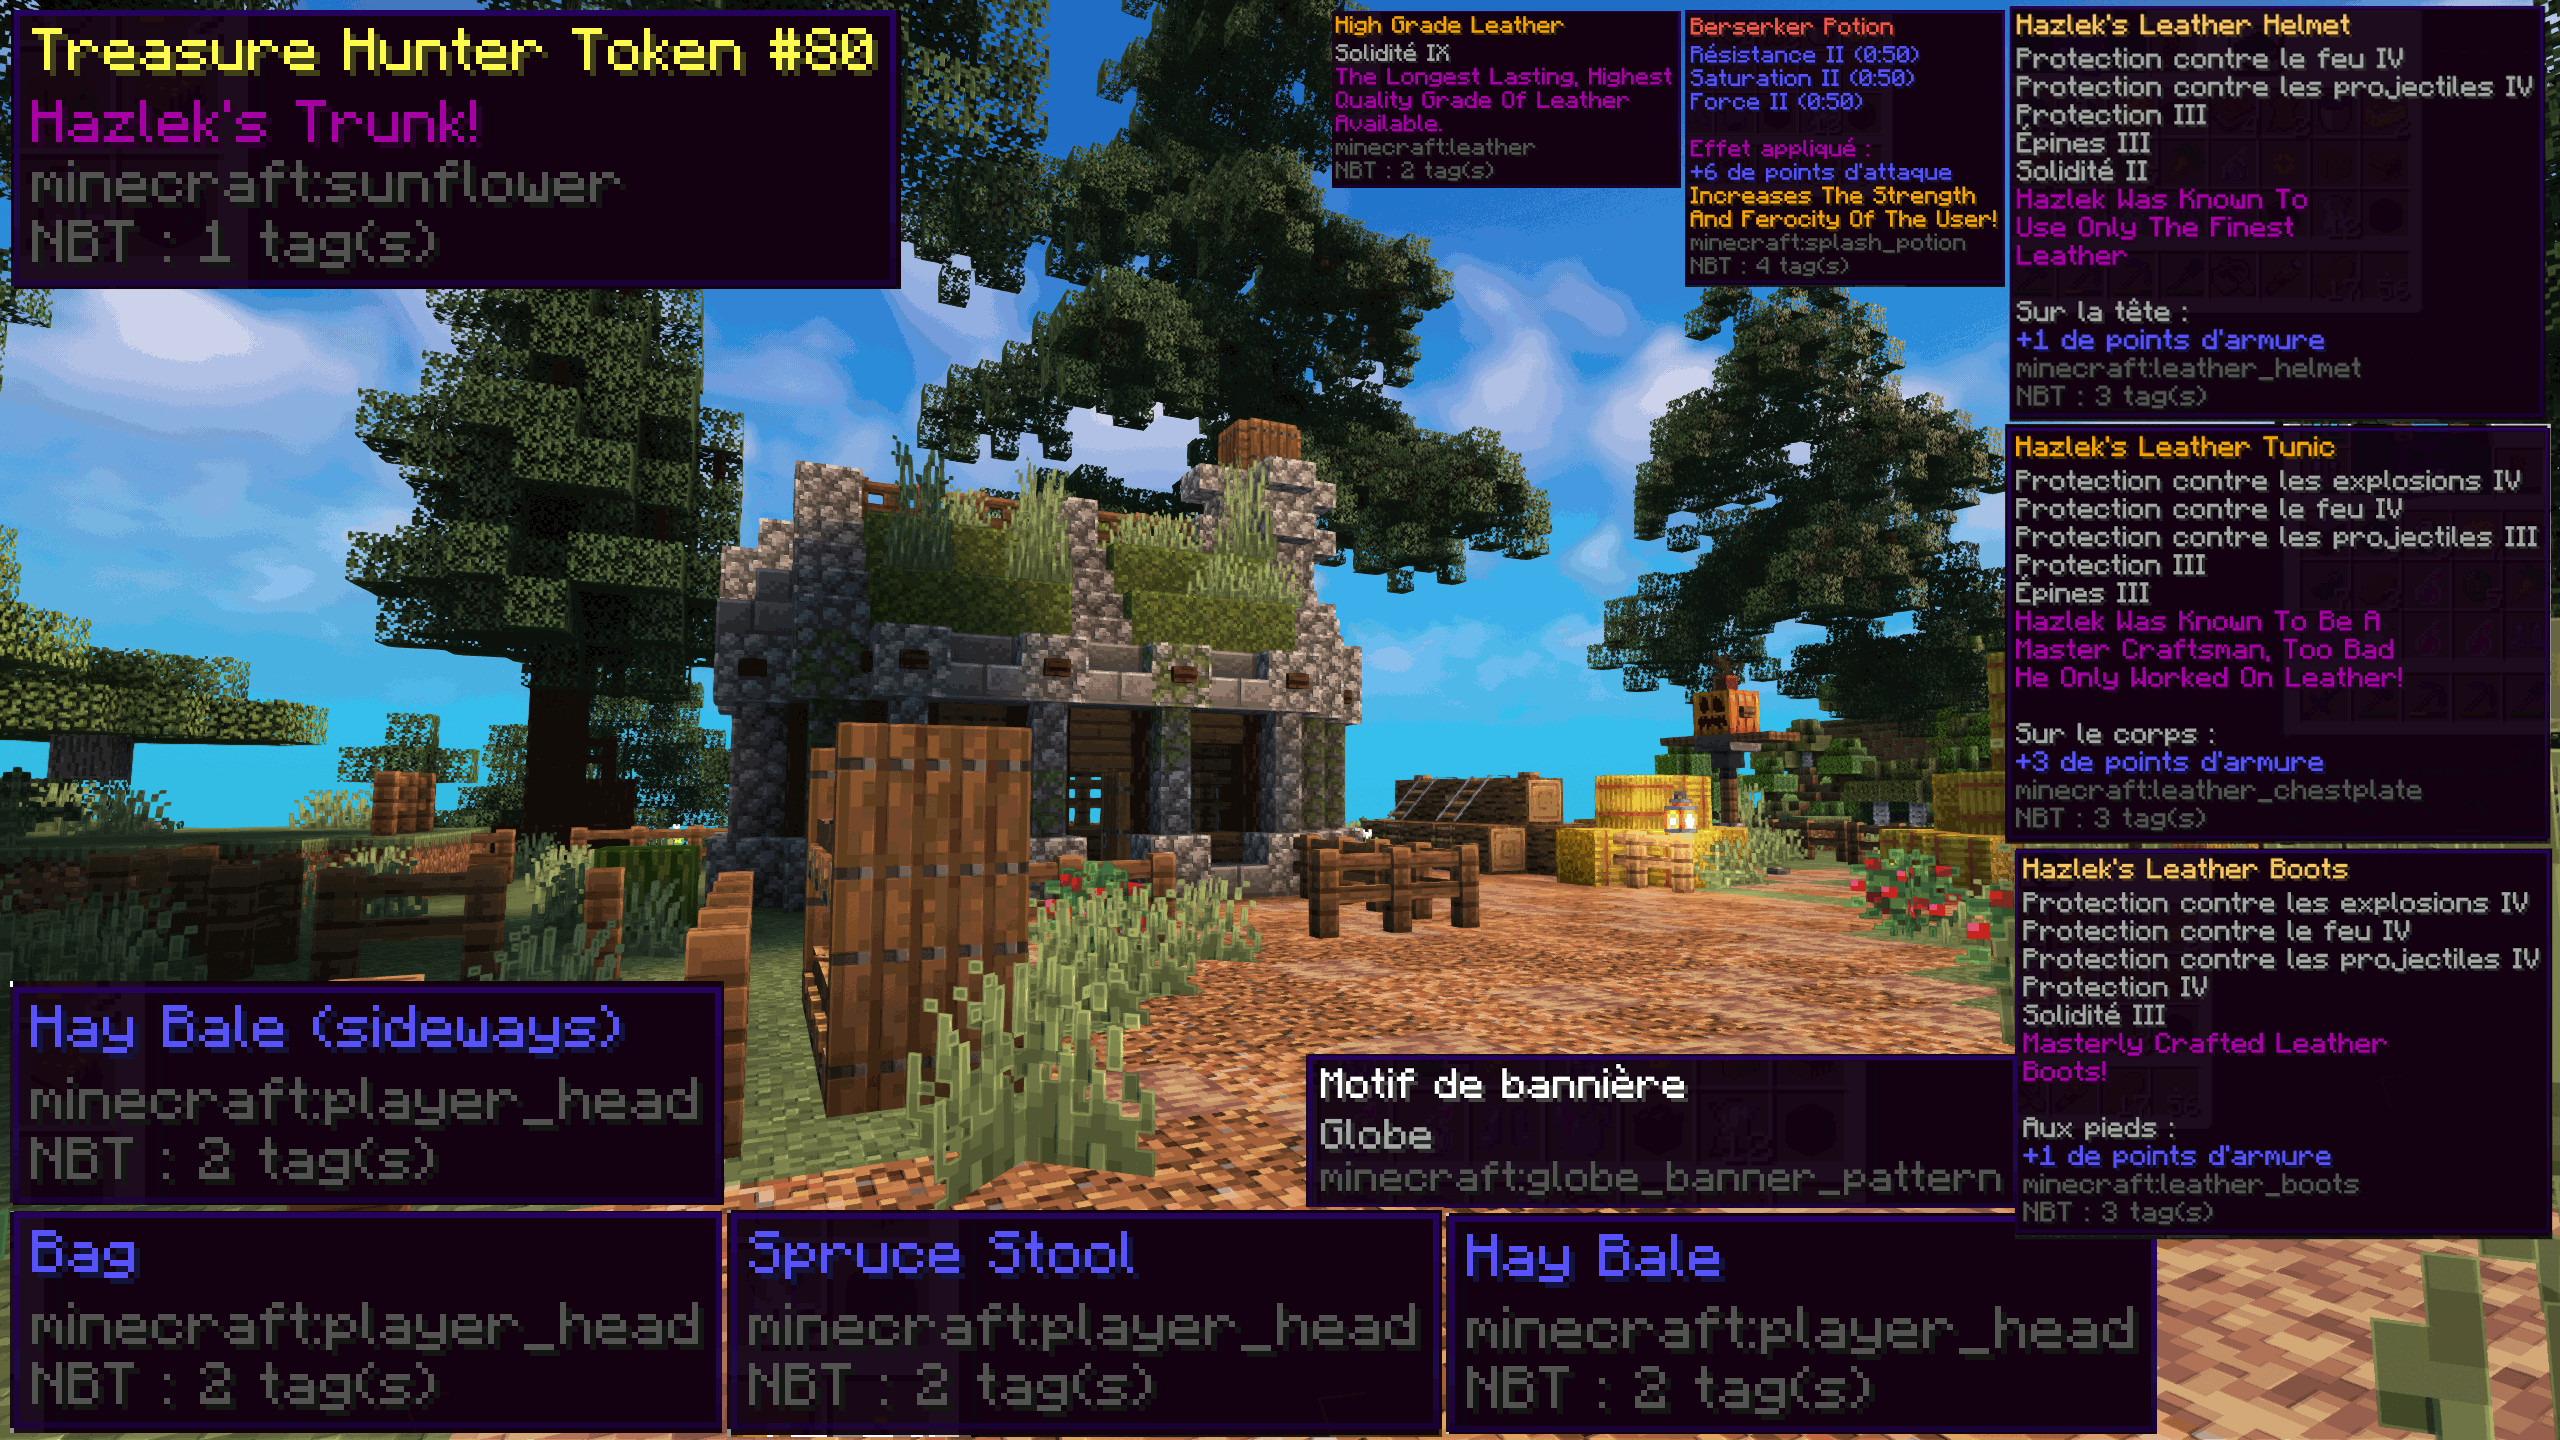 Treasure Hunter Token #80
Hazlek's Trunk!
minecraft:sunflower
NBT : 1 tag(s)
High Grade Leather
Solidité IX
The Longest Lasting, Highest
Quality Grade Of Leather
Available.
minecraft:leather
NBT : 2 tag(s)
Berserker Potion
Résistance II (0:50)
Saturation II (0:50)
Force II (0:50)
Effet appliqué :
+6 de points d'attaque
Increases The Strength
And Ferocity Of The User!
minecraft:splash_potion
NBT : 4 tag(s)
Hazlek's Leather Helmet
Protection contre le feu IV
Protection contre les projectiles IV
Protection III
Épines III
Solidité II
Hazlek Was Known To
Use Only The Finest
Leather
Sur la tête :
+1 de points d'armure
minecraft:leather_helmet
NBT : 3 tag(s)
Hazlek's Leather Tunic
Protection contre les explosions IV
Protection contre le feu IV
Protection contre les projectiles III
Protection III
Épines III
Hazlek Was Known To Be A
Master Craftsman, Too Bad
He Only Worked On Leather!
Sur le corps :
+3 de points d'armure
minecraft:leather_chestplate
NBT : 3 tag(s)
Hazlek's Leather Boots
Protection contre les explosions IV
Protection contre le feu IV
Protection contre les projectiles IV
Protection IV
Solidité III
Masterly Crafted Leather
Boots!
Aux pieds :
+1 de points d'armure
minecraft:leather_boots
NBT : 3 tag(s)
Hay Bale (sideways)
minecraft:player_head
NBT : 2 tag(s)
Motif de bannière
Globe
minecraft:globe_banner_pattern
Bag
minecraft:player_head
NBT : 2 tag(s)
Spruce Stool
minecraft:player_head
NBT : 2 tag(s)
Hay Bale
minecraft:player_head
NBT : 2 tag(s)